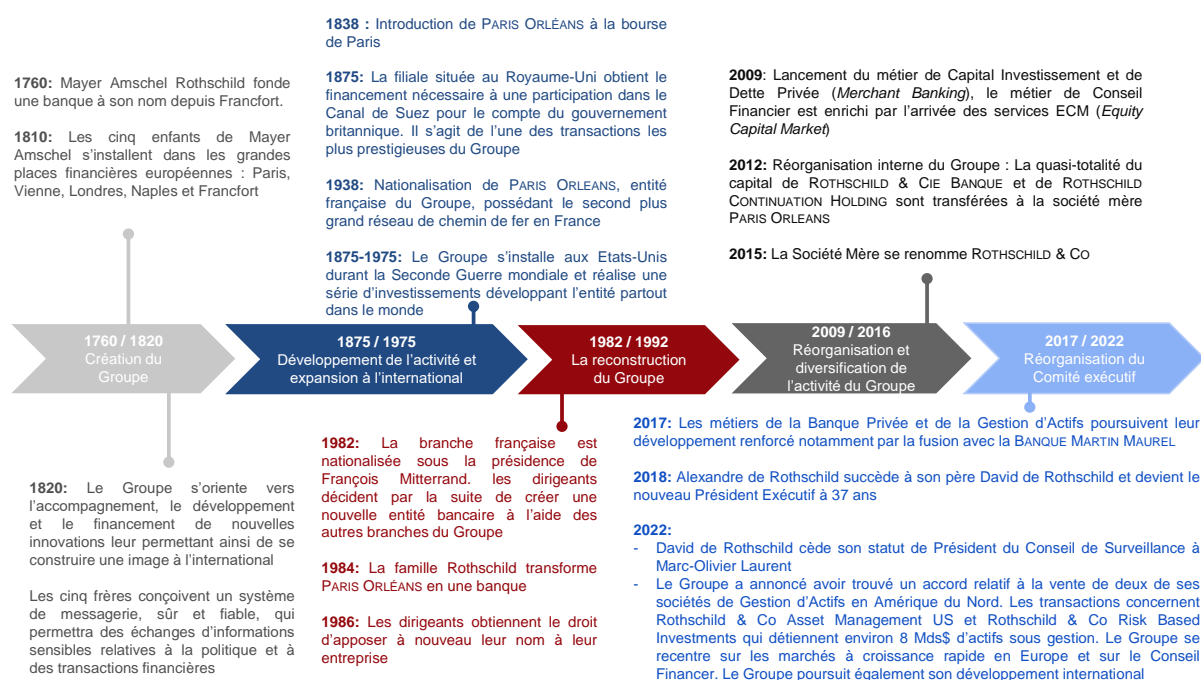 1760: Mayer Amschel Rothschild fonde
une banque à son nom depuis Francfort.
1810: Les cinq enfants de Mayer
Amschel s'installent dans les grandes
places financières européennes : Paris,
Vienne, Londres, Naples et Francfort
1838 : Introduction de PARIS ORLÉANS à la bourse
de Paris
1875: La filiale située au Royaume-Uni obtient le
financement nécessaire à une participation dans le
Canal de Suez pour le compte du gouvernement
britannique. Il s'agit de l'une des transactions les
plus prestigieuses du Groupe
1938: Nationalisation de PARIS ORLEANS, entité
française du Groupe, possédant le second plus
grand réseau de chemin de fer en France
1875-1975: Le Groupe s'installe aux Etats-Unis
durant la Seconde Guerre mondiale et réalise une
série d'investissements développant l'entité partout
dans le monde
2009: Lancement du métier de Capital Investissement et de
Dette Privée (Merchant Banking), le métier de Conseil
Financier est enrichi par l'arrivée des services ECM (Equity
Capital Market)
2012: Réorganisation interne du Groupe : La quasi-totalité du
capital de ROTHSCHILD & CIE BANQUE et de ROTHSCHILD
CONTINUATION HOLDING sont transférées à la société mère
PARIS ORLEANS
2015: La Société Mère se renomme ROTHSCHILD & CO
1760 / 1820
Création du
Groupe
1875 / 1975
Développement de l'activité et
expansion à l'international
1982 / 1992
La reconstruction
du Groupe
2009 / 2016
Réorganisation et
diversification de
l'activité du Groupe
2017 / 2022
Réorganisation du
Comité exécutif
1820: Le Groupe s'oriente vers
l'accompagnement, le développement
et le financement de nouvelles
innovations leur permettant ainsi de se
construire une image à l'international
Les cinq frères conçoivent un système
de messagerie, sûr et fiable, qui
permettra des échanges d'informations
sensibles relatives à la politique et à
des transactions financières
1982: La branche française est
nationalisée sous la présidence de
François Mitterrand. les dirigeants
décident par la suite de créer une
nouvelle entité bancaire à l'aide des
autres branches du Groupe
1984: La famille Rothschild transforme
PARIS ORLÉANS en une banque
1986: Les dirigeants obtiennent le droit
d'apposer à nouveau leur nom à leur
entreprise
2017: Les métiers de la Banque Privée et de la Gestion d'Actifs poursuivent leur
développement renforcé notamment par la fusion avec la BANQUE MARTIN MAUREL
2018: Alexandre de Rothschild succède à son père David de Rothschild et devient le
nouveau Président Exécutif à 37 ans
2022:
- David de Rothschild cède son statut de Président du Conseil de Surveillance à
Marc-Olivier Laurent
- Le Groupe a annoncé avoir trouvé un accord relatif à la vente de deux de ses
sociétés de Gestion d'Actifs en Amérique du Nord. Les transactions concernent
Rothschild & Co Asset Management US et Rothschild & Co Risk Based
Investments qui détiennent environ 8 Mds$ d'actifs sous gestion. Le Groupe se
recentre sur les marchés à croissance rapide en Europe et sur le Conseil
Financer. Le Groupe poursuit également son développement international